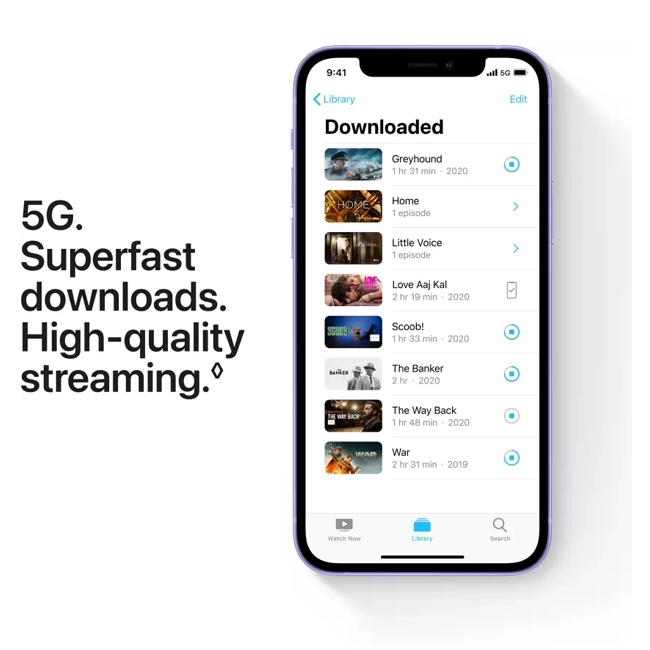 5G.
Superfast
downloads.
High-quality
streaming.◊
9:41
5G
Library
Edit
Downloaded
Greyhound
1 hr 31 min · 2020
HOME
Home
1 episode
Little Voice
1 episode
LOVE
Love Aaj Kal
2 hr 19 min · 2020
SCOOB!
Scoob!
1 hr 33 min · 2020
THE
BANKER
The Banker
2 hr · 2020
THE WAY BACK
The Way Back
1 hr 48 min · 2020
WAR
War
2 hr 31 min · 2019
Watch Now
Library
Search